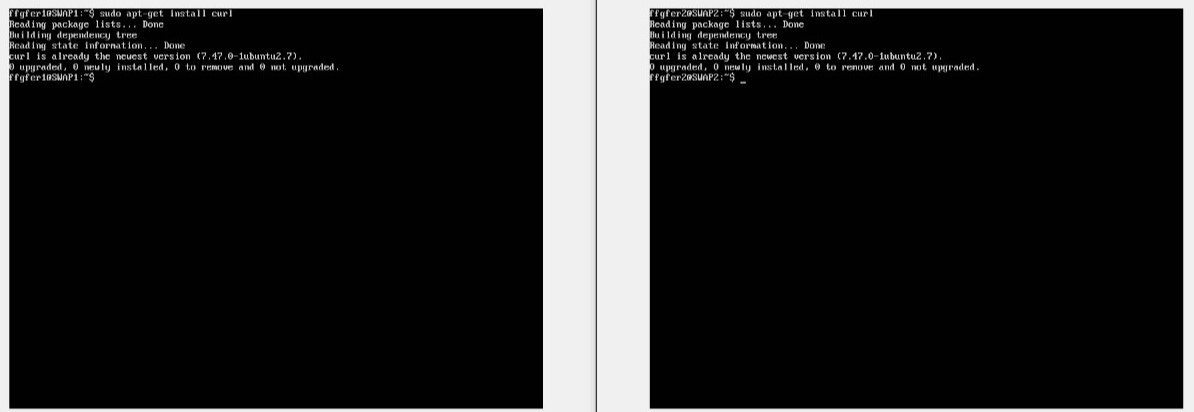 ffgfer1@SWAP1:~$ sudo apt-get install curl
Reading package lists... Done
Building dependency tree
Reading state information... Done
curl is already the newest version (7.47.0-1ubuntu2.7).
0 upgraded, 0 newly installed, 0 to remove and 0 not upgraded.
ffgfer1@SWAP1:~$
ffgfer2@SWAP2:~$ sudo apt-get install curl
Reading package lists... Done
Building dependency tree
Reading state information... Done
curl is already the newest version (7.47.0-1ubuntu2.7).
0 upgraded, 0 newly installed, 0 to remove and 0 not upgraded.
ffgfer2@SWAP2:~$ _